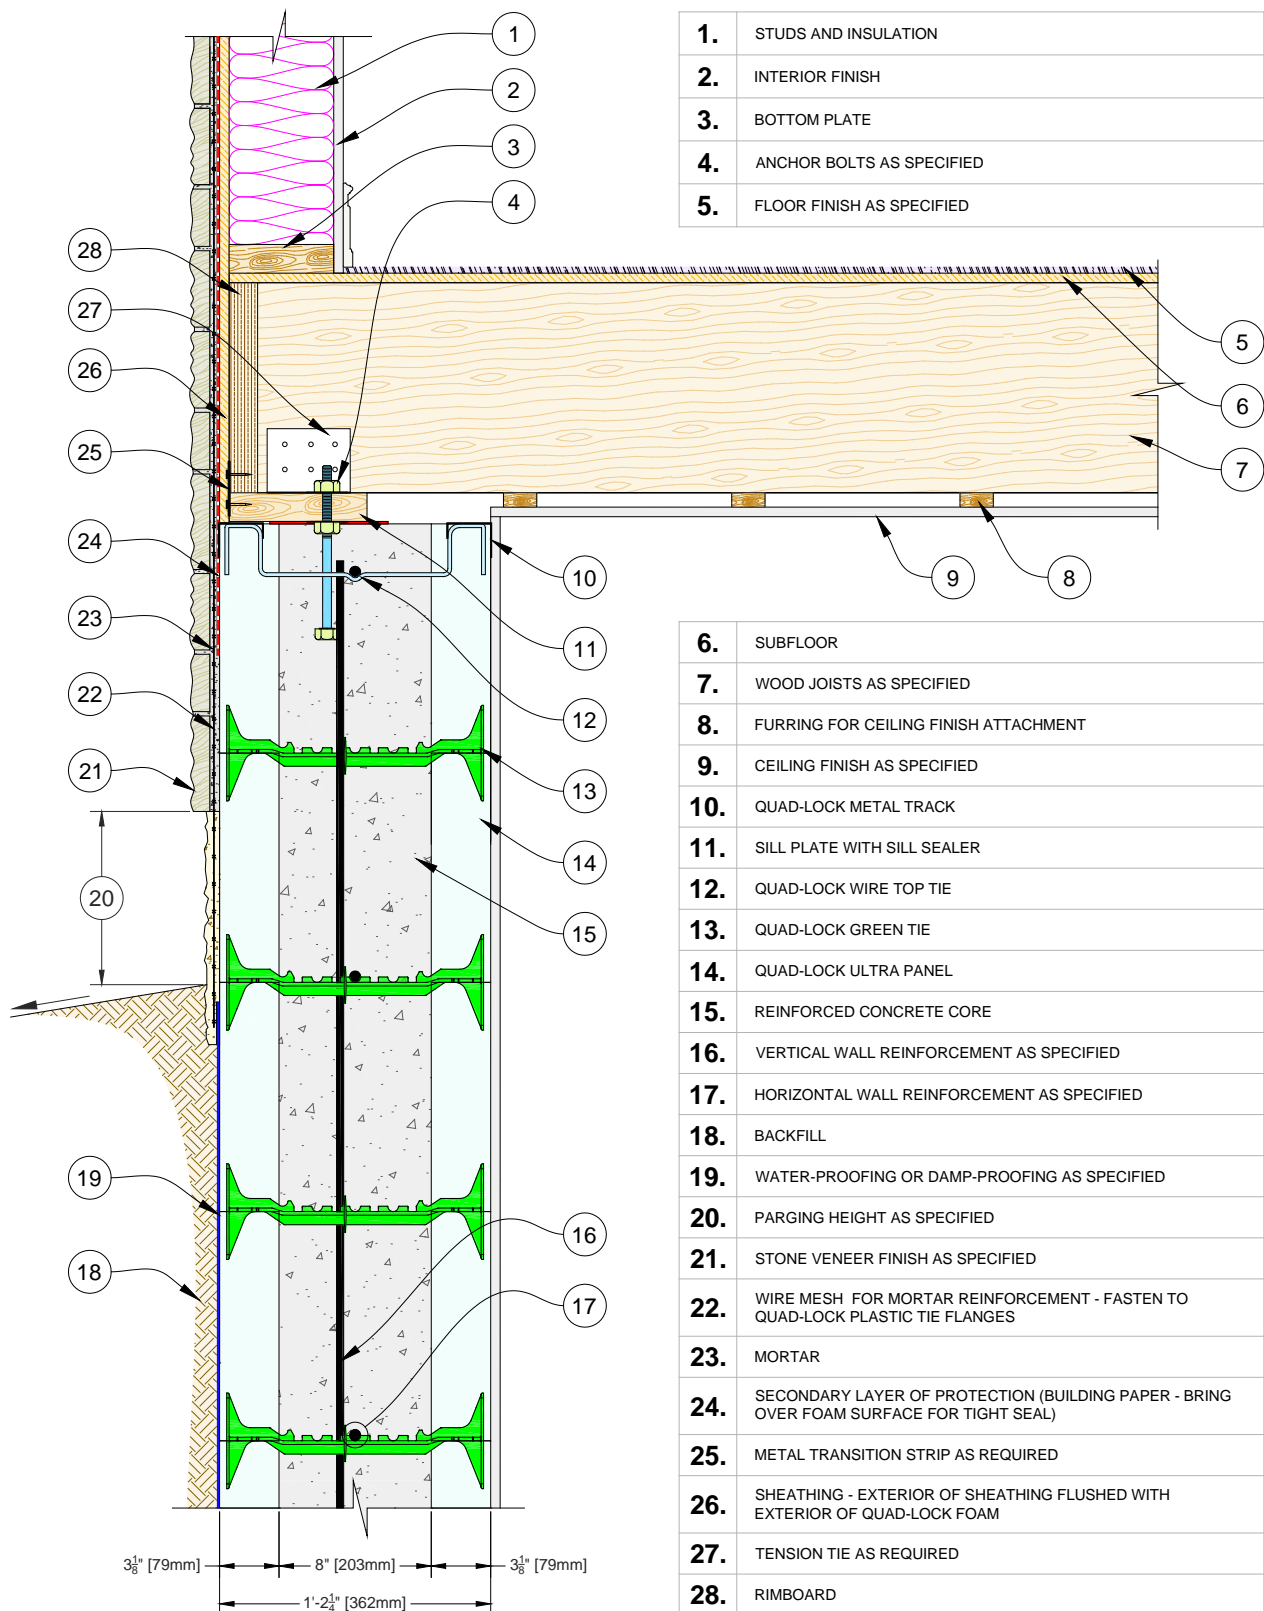 1. STUDS AND INSULATION
2. INTERIOR FINISH
3. BOTTOM PLATE
4. ANCHOR BOLTS AS SPECIFIED
5. FLOOR FINISH AS SPECIFIED
1
2
3
4
28
27
26
25
24
23
22
21
20
19
18
5
6
7
8
9
10
11
12
13
14
15
16
17
6. SUBFLOOR
7. WOOD JOISTS AS SPECIFIED
8. FURRING FOR CEILING FINISH ATTACHMENT
9. CEILING FINISH AS SPECIFIED
10. QUAD-LOCK METAL TRACK
11. SILL PLATE WITH SILL SEALER
12. QUAD-LOCK WIRE TOP TIE
13. QUAD-LOCK GREEN TIE
14. QUAD-LOCK ULTRA PANEL
15. REINFORCED CONCRETE CORE
16. VERTICAL WALL REINFORCEMENT AS SPECIFIED
17. HORIZONTAL WALL REINFORCEMENT AS SPECIFIED
18. BACKFILL
19. WATER-PROOFING OR DAMP-PROOFING AS SPECIFIED
20. PARGING HEIGHT AS SPECIFIED
21. STONE VENEER FINISH AS SPECIFIED
22. WIRE MESH FOR MORTAR REINFORCEMENT - FASTEN TO
QUAD-LOCK PLASTIC TIE FLANGES
23. MORTAR
24. SECONDARY LAYER OF PROTECTION (BUILDING PAPER - BRING
OVER FOAM SURFACE FOR TIGHT SEAL)
25. METAL TRANSITION STRIP AS REQUIRED
26. SHEATHING - EXTERIOR OF SHEATHING FLUSHED WITH
EXTERIOR OF QUAD-LOCK FOAM
27. TENSION TIE AS REQUIRED
28. RIMBOARD
3 1/8" [79mm] 8" [203mm] 3 1/8" [79mm]
1'-2 1/4" [362mm]